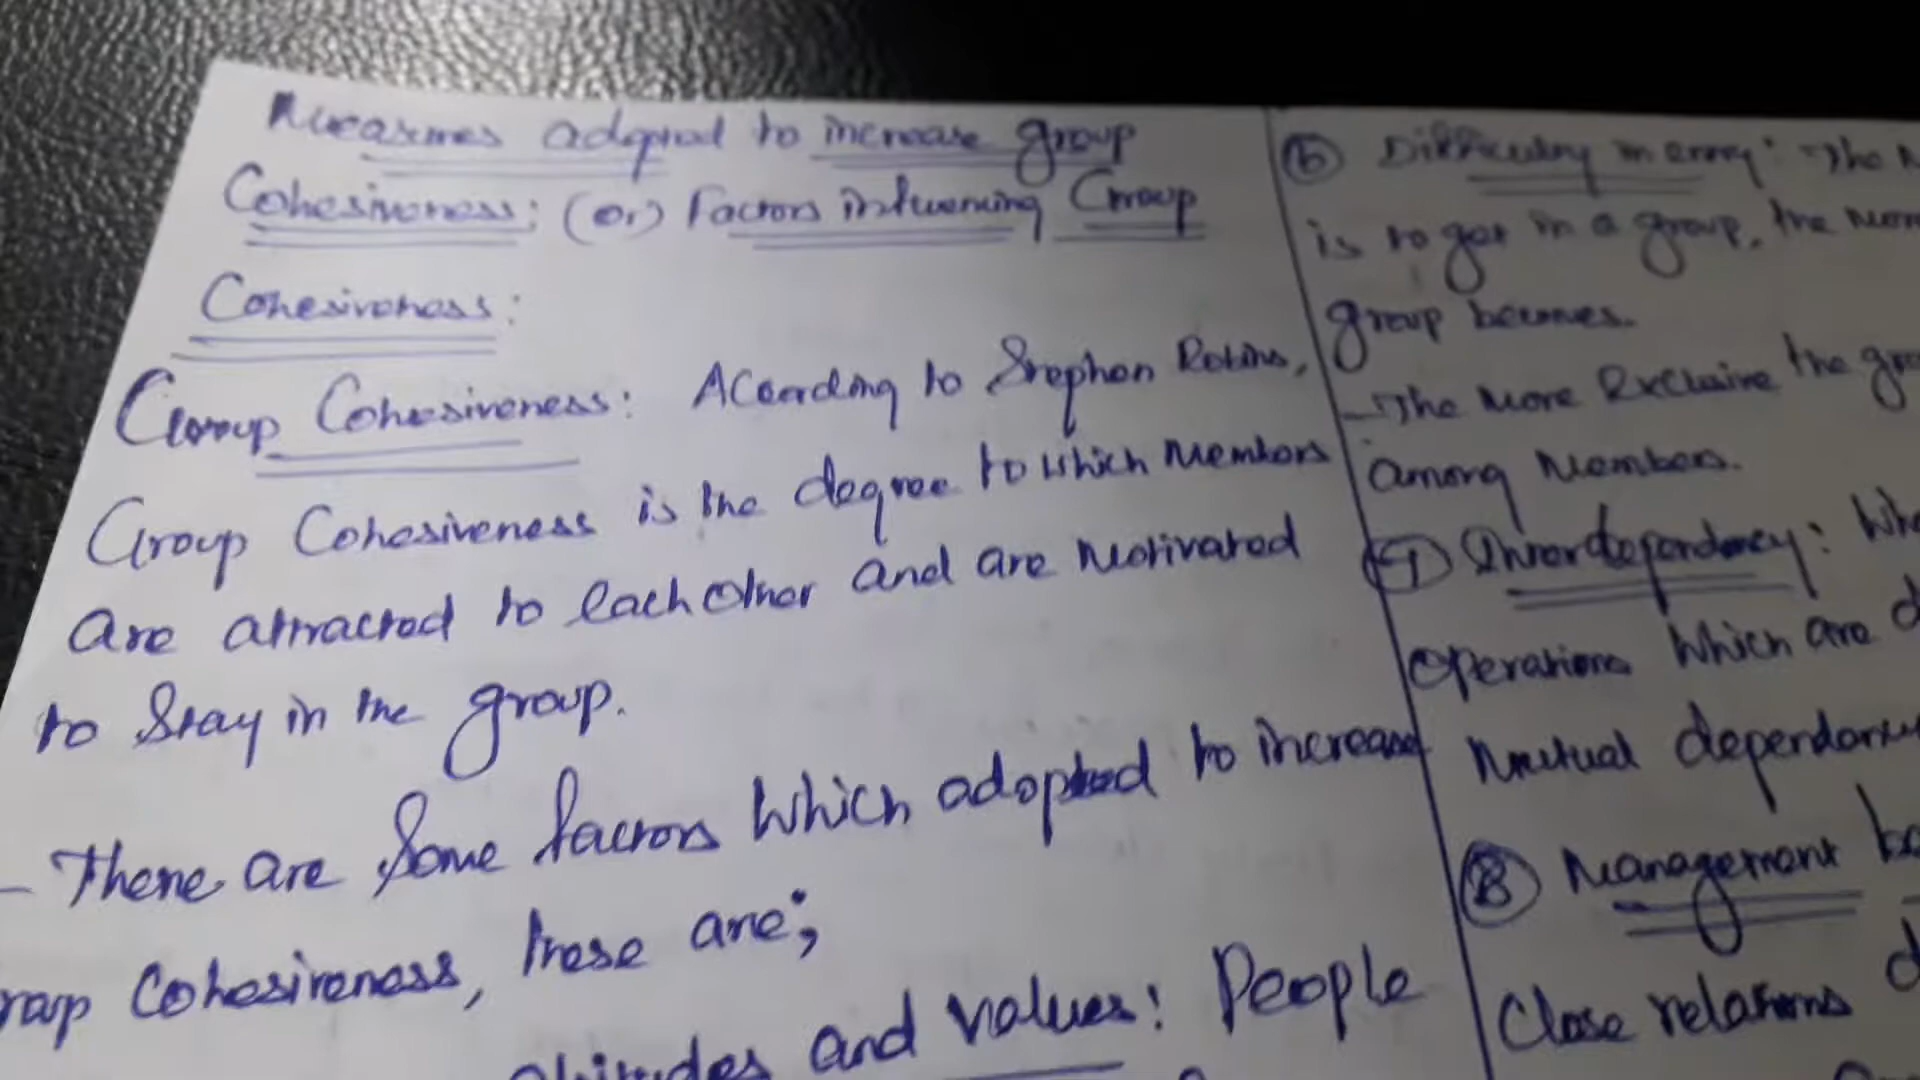 Measures adopted to increase group
Cohesiveness: (or) Factors influencing Group
Cohesiveness:
Group Cohesiveness: According to Stephen Robins,
Group Cohesiveness is the degree to which Members
are attracted to each other and are Motivated
to Stay in the group.
- There are Some factors which adopted to increase
Group Cohesiveness, these are;
attitudes and values: People
⑥ Difficulty in entry: The
is to get in a group, the
group becomes.
- The More Exclusive the
among Members.
⑦ Interdependency:
Operations which are
Mutual dependency
⑧ Management
Close relations